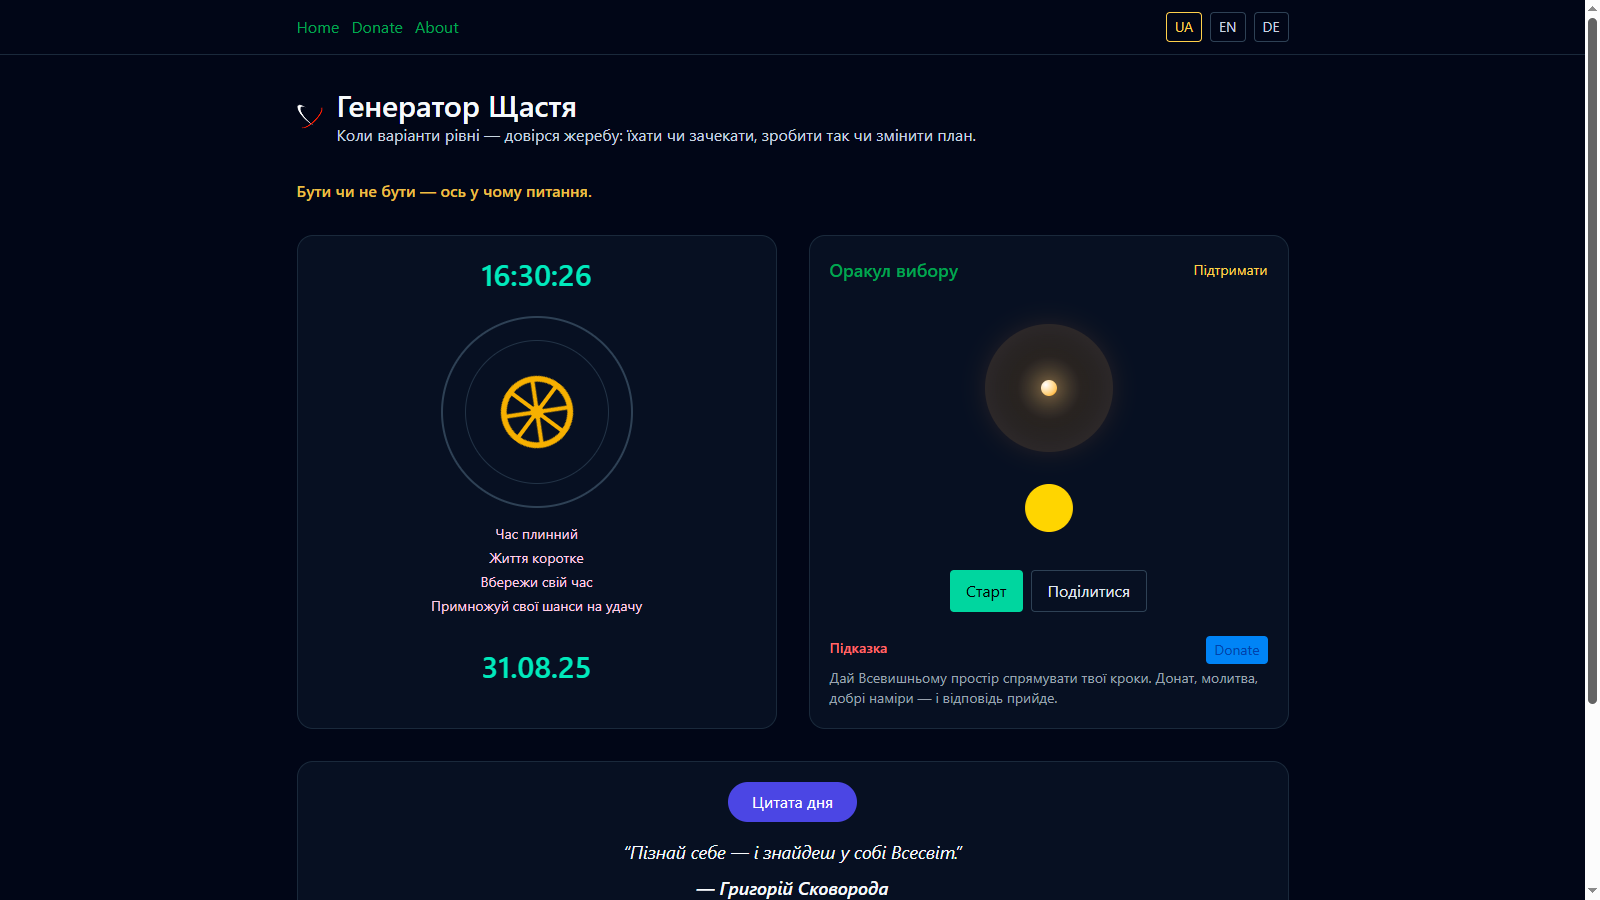 Home Donate About
UA EN DE
Генератор Щастя
Коли варіанти рівні — довірся жеребу: їхати чи зачекати, зробити так чи змінити план.
Бути чи не бути — ось у чому питання.
16:30:26
Час плинний
Життя коротке
Вбережи свій час
Примножуй свої шанси на удачу
31.08.25
Оракул вибору
Підтримати
Старт
Поділитися
Підказка
Donate
Дай Всевишньому простір спрямувати твої кроки. Донат, молитва,
добрі наміри — і відповідь прийде.
Цитата дня
“Пізнай себе — і знайдеш у собі Всесвіт.”
— Григорій Сковорода